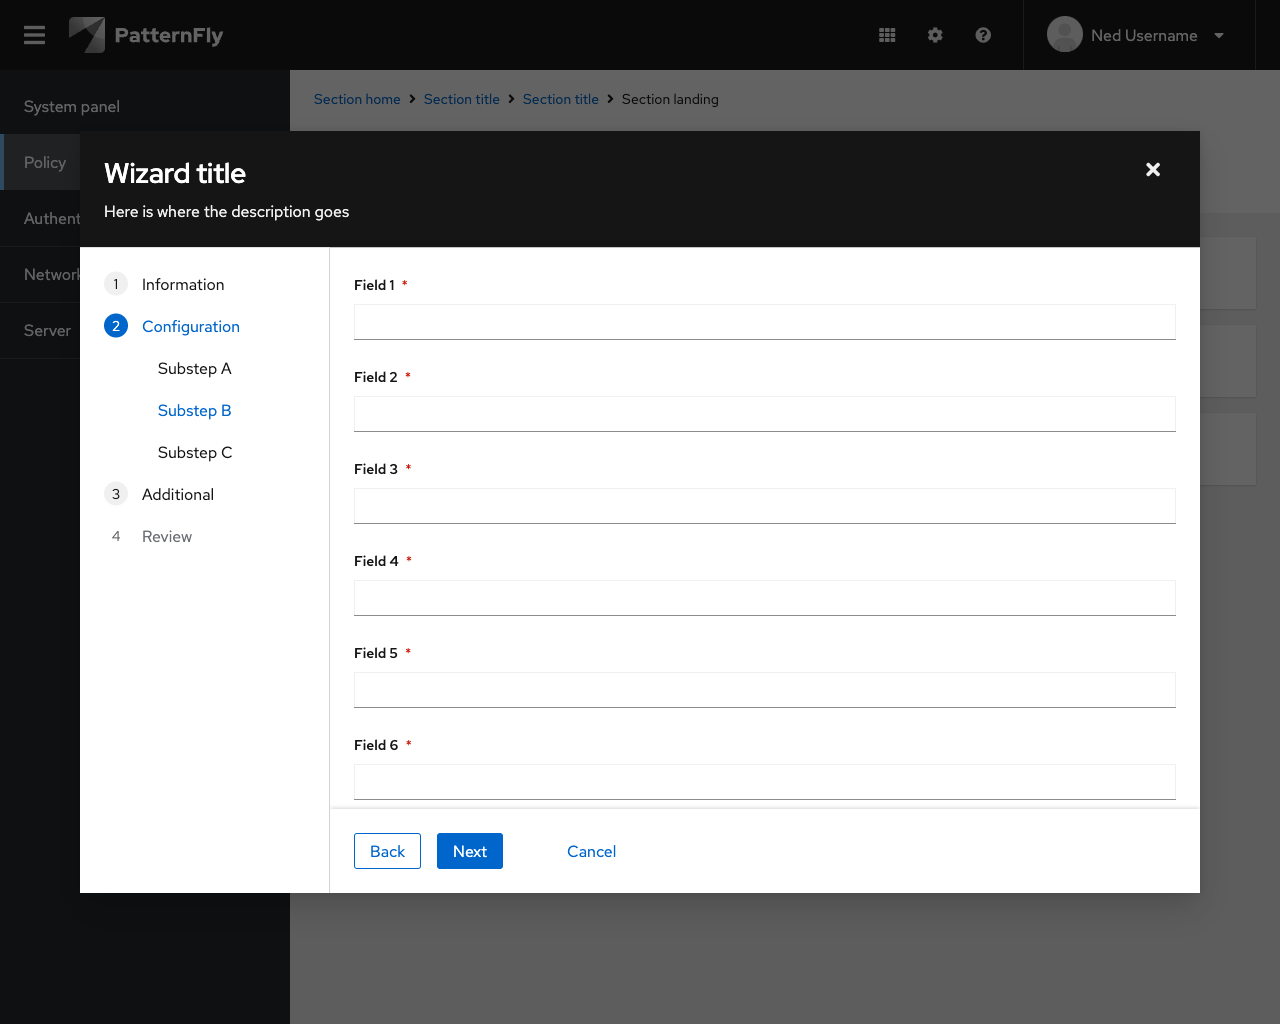 PatternFly
Ned Username
System panel
Policy
Authent
Network
Server
Section home > Section title > Section title > Section landing
Wizard title
Here is where the description goes
1 Information
2 Configuration
Substep A
Substep B
Substep C
3 Additional
4 Review
Field 1 *
Field 2 *
Field 3 *
Field 4 *
Field 5 *
Field 6 *
Back
Next
Cancel